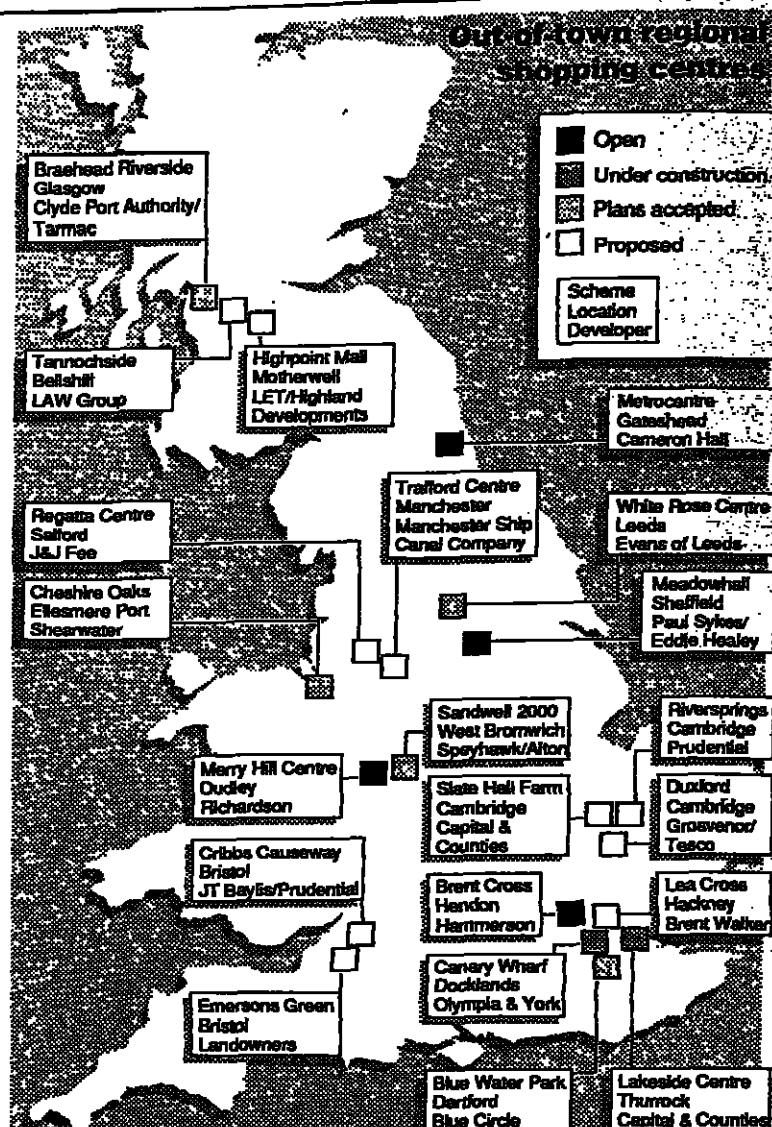 Out-of-town regional
shopping centres
Open
Under construction
Plans accepted
Proposed
Scheme
Location
Developer
Braehead Riverside
Glasgow
Clyde Port Authority/
Tarmac
Tannochside
Bellshill
LAW Group
Highpoint Mall
Motherwell
LET/Highland
Developments
Metrocentre
Gateshead
Cameron Hall
Trafford Centre
Manchester
Manchester Ship
Canal Company
White Rose Centre
Leeds
Evans of Leeds
Regatta Centre
Salford
J&J Fee
Cheshire Oaks
Ellesmere Port
Shearwater
Meadowhall
Sheffield
Paul Sykes/
Eddie Healey
Sandwell 2000
West Bromwich
Speyhawk/Alton
Riversprings
Cambridge
Prudential
Merry Hill Centre
Dudley
Richardson
Slate Hall Farm
Cambridge
Capital &
Counties
Duxford
Cambridge
Grosvenor/
Tesco
Cribbs Causeway
Bristol
JT Baylis/Prudential
Brent Cross
Hendon
Hammerson
Lea Cross
Hackney
Brent Walker
Canary Wharf
Docklands
Olympia & York
Emersons Green
Bristol
Landowners
Blue Water Park
Dartford
Blue Circle
Lakeside Centre
Thurrock
Capital & Counties